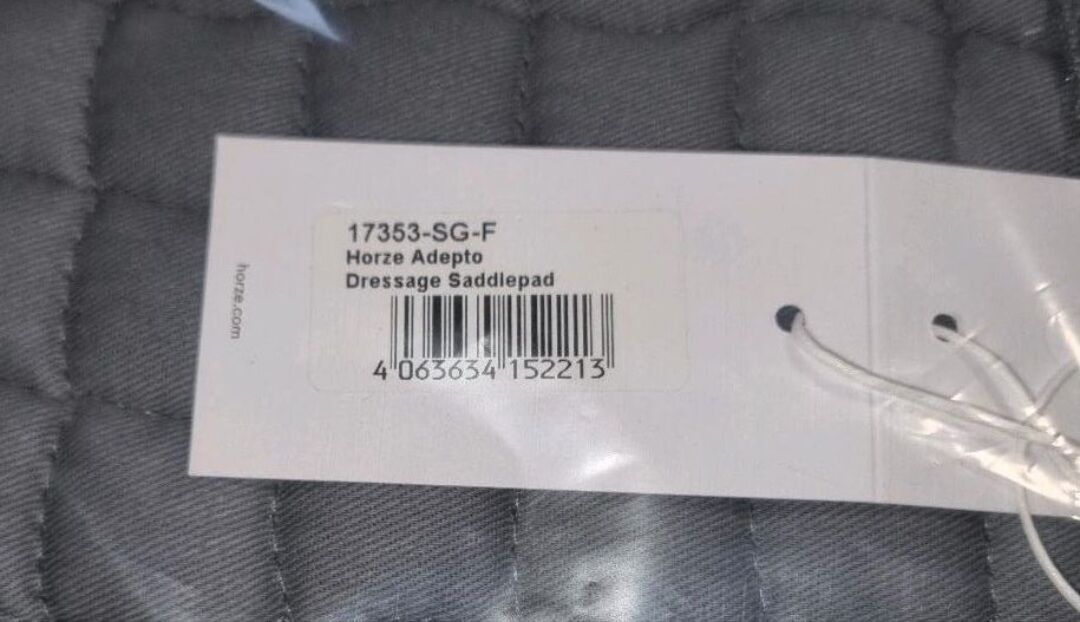 17353-SG-F
Horze Adepto
Dressage Saddlepad
4 063634 152213
horze.com